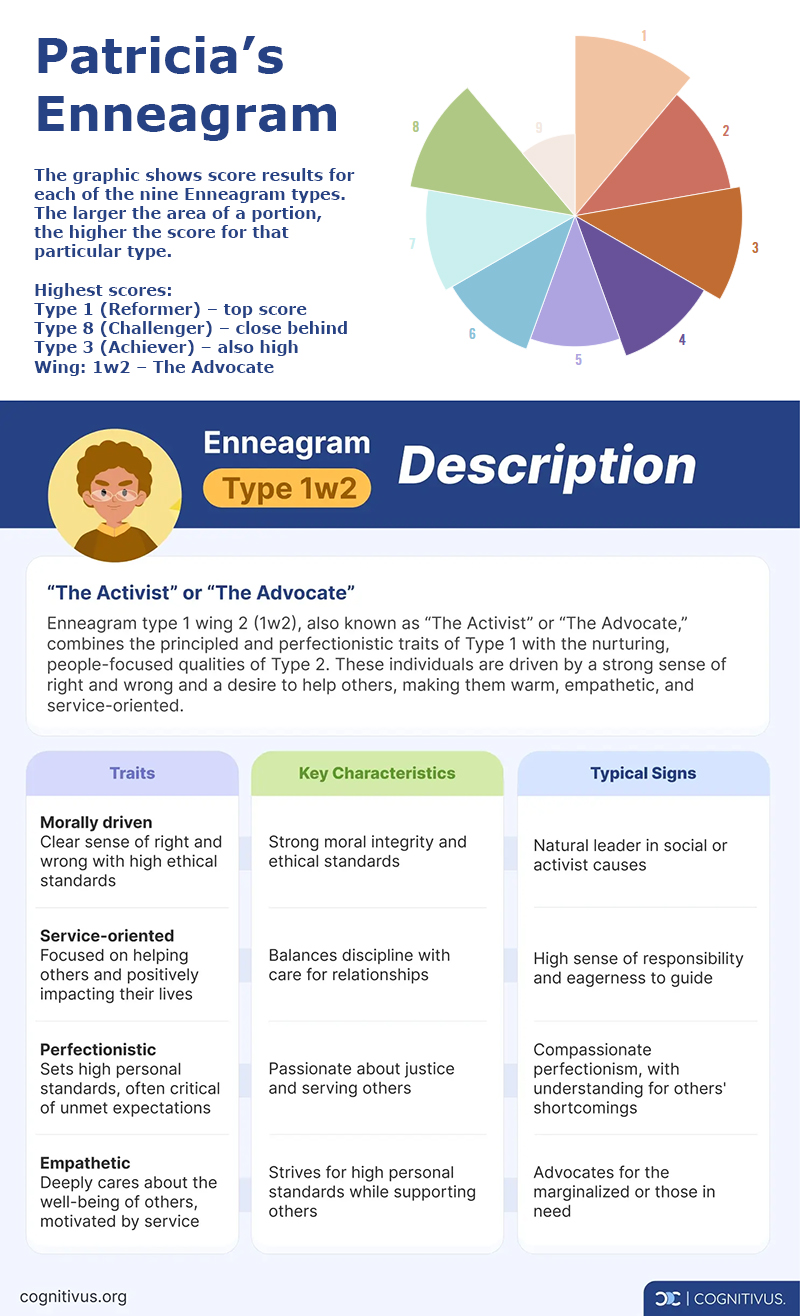 Patricia’s
Enneagram
The graphic shows score results for
each of the nine Enneagram types.
The larger the area of a portion,
the higher the score for that
particular type.
Highest scores:
Type 1 (Reformer) – top score
Type 8 (Challenger) – close behind
Type 3 (Achiever) – also high
Wing: 1w2 – The Advocate
1
2
3
4
5
6
7
8
9
Enneagram
Type 1w2
Description
“The Activist” or “The Advocate”
Enneagram type 1 wing 2 (1w2), also known as “The Activist” or “The Advocate,”
combines the principled and perfectionistic traits of Type 1 with the nurturing,
people-focused qualities of Type 2. These individuals are driven by a strong sense of
right and wrong and a desire to help others, making them warm, empathetic, and
service-oriented.
Traits
Morally driven
Clear sense of right and
wrong with high ethical
standards
Service-oriented
Focused on helping
others and positively
impacting their lives
Perfectionistic
Sets high personal
standards, often critical
of unmet expectations
Empathetic
Deeply cares about the
well-being of others,
motivated by service
Key Characteristics
Strong moral integrity and
ethical standards
Balances discipline with
care for relationships
Passionate about justice
and serving others
Strives for high personal
standards while supporting
others
Typical Signs
Natural leader in social or
activist causes
High sense of responsibility
and eagerness to guide
Compassionate
perfectionism, with
understanding for others'
shortcomings
Advocates for the
marginalized or those in
need
cognitivus.org
COGNITIVUS.